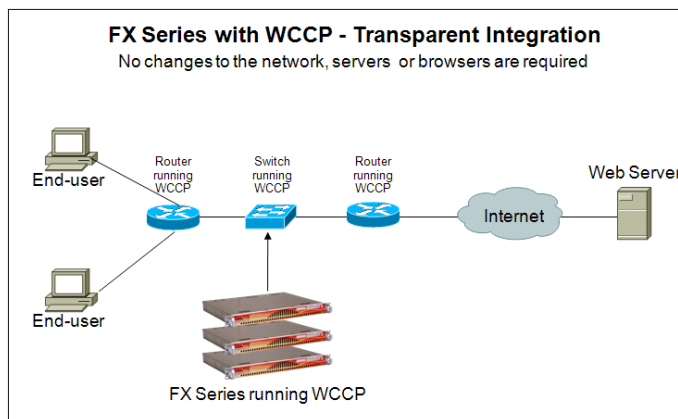 FX Series with WCCP - Transparent Integration
No changes to the network, servers or browsers are required
End-user
Router
running
WCCP
Switch
running
WCCP
Router
running
WCCP
Internet
Web Server
End-user
FX Series running WCCP